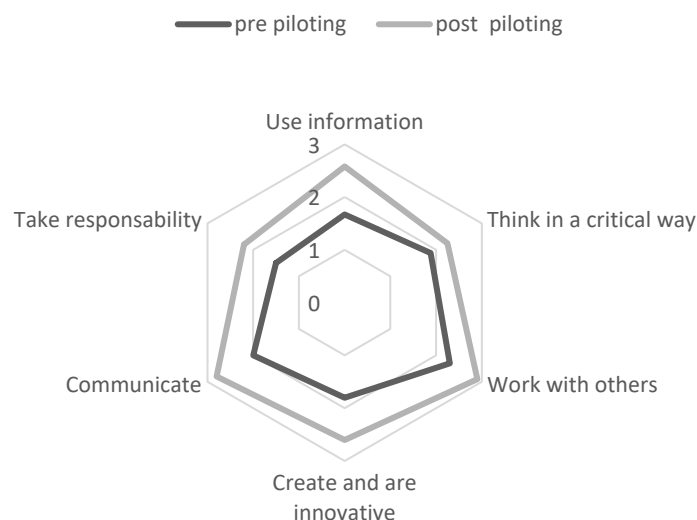 pre piloting post  piloting
Use information
3
2
Take responsability
Think in a critical way
1
0
Communicate
Work with others
Create and are
innovative